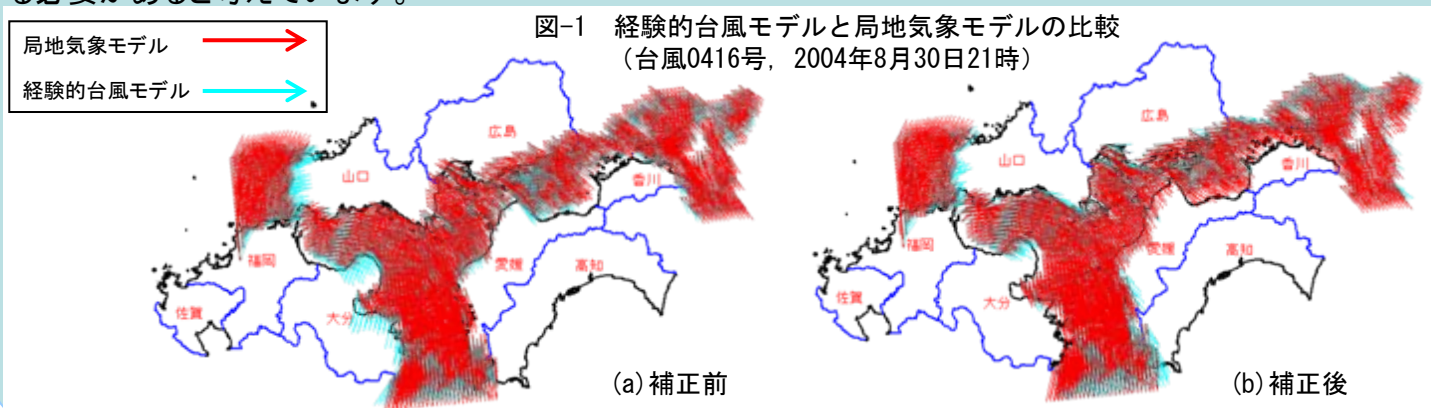 る必要があると考えています。
図-1 経験的台風モデルと局地気象モデルの比較
(台風0416号, 2004年8月30日21時)
局地気象モデル
経験的台風モデル
広島
山口
香川
福岡
愛媛
高知
佐賀
大分
(a)補正前
広島
山口
香川
福岡
愛媛
高知
佐賀
大分
(b)補正後